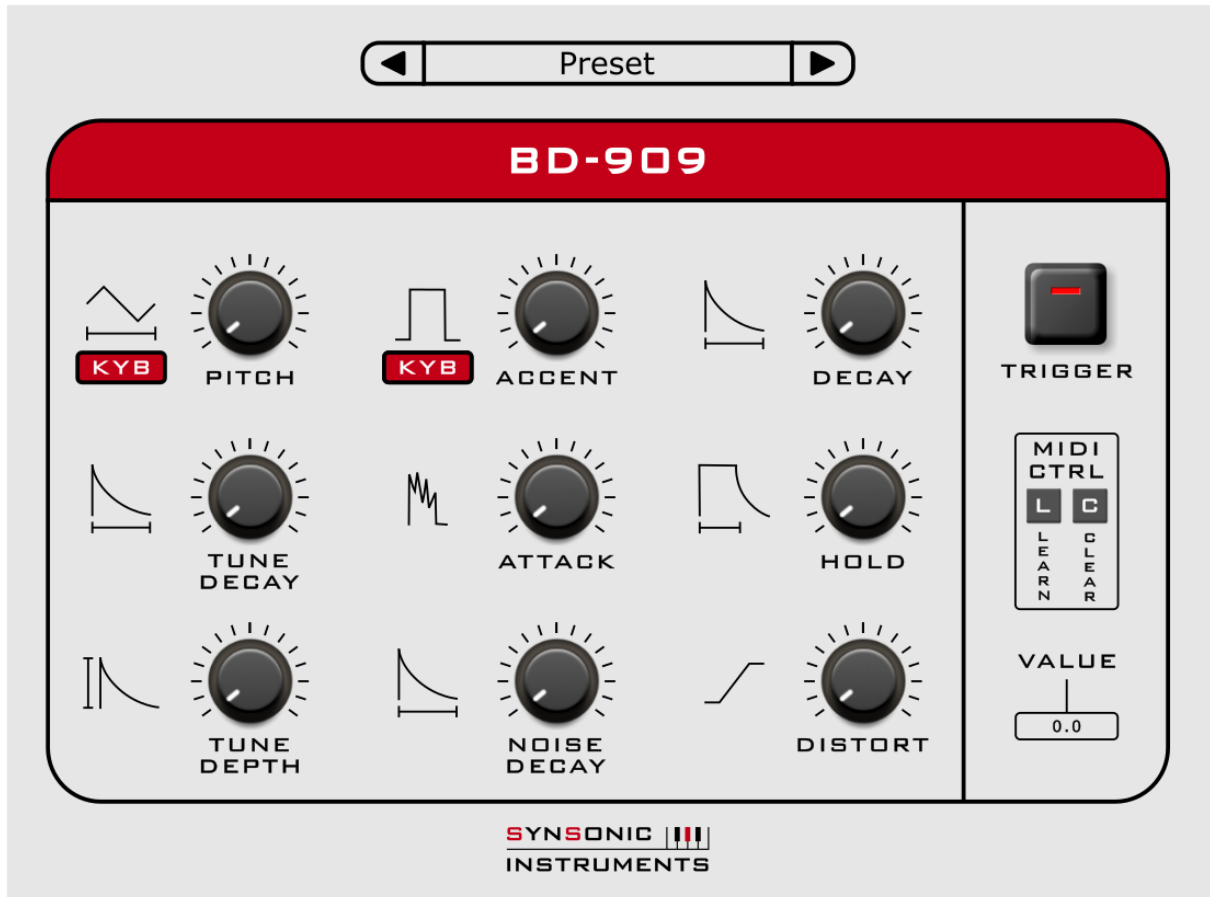 Preset
BD-909
KYB
PITCH
KYB
ACCENT
DECAY
TRIGGER
TUNE
DECAY
ATTACK
HOLD
MIDI
CTRL
L C
LEARN
CLEAR
TUNE
DEPTH
NOISE
DECAY
DISTORT
VALUE
0.0
SYNSONIC
INSTRUMENTS